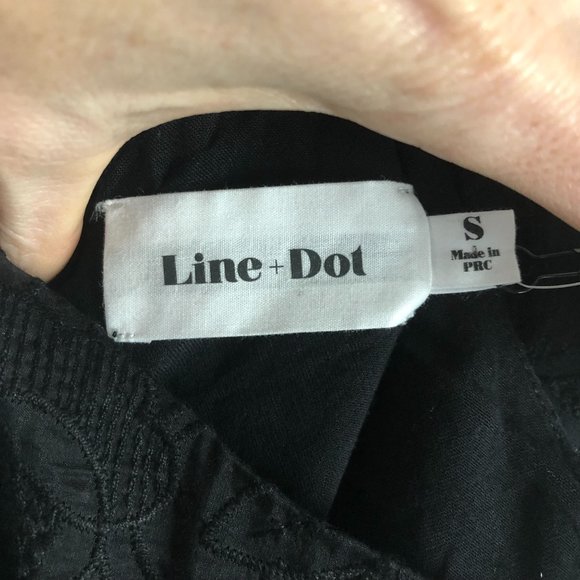 Line + Dot
S
Made in
PRC